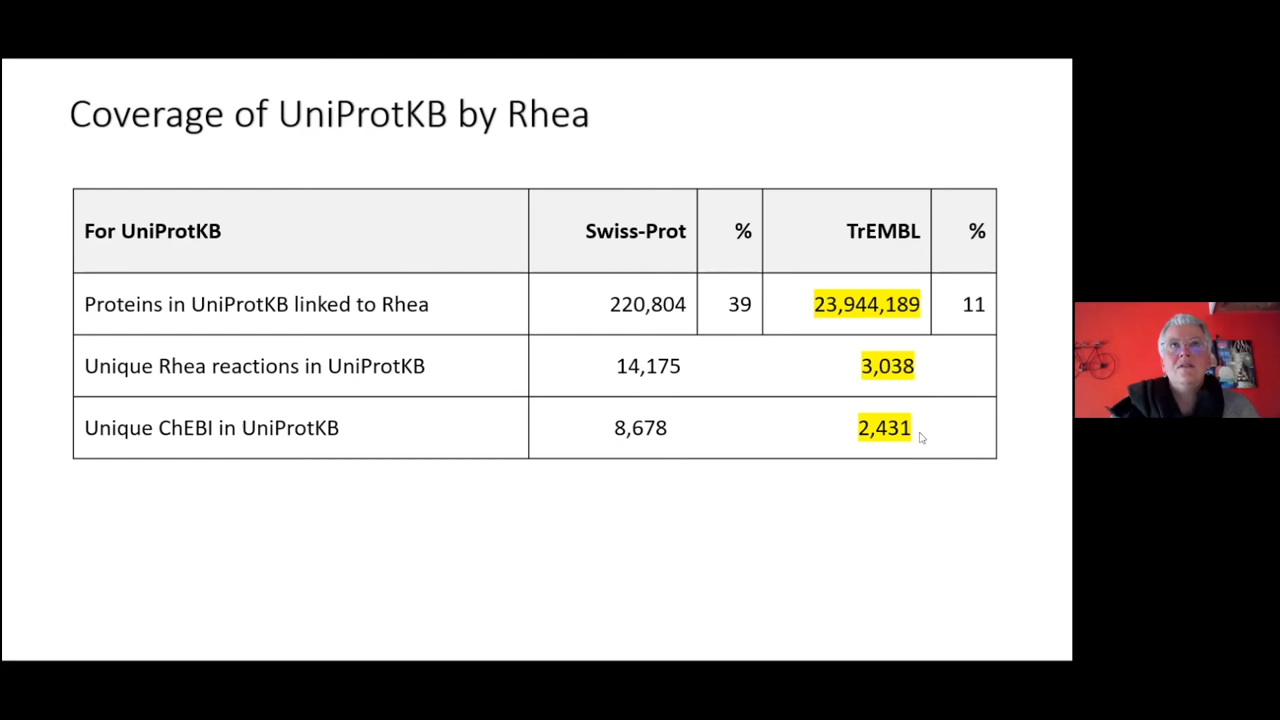 Coverage of UniProtKB by Rhea
For UniProtKB Swiss-Prot % TrEMBL %
Proteins in UniProtKB linked to Rhea 220,804 39 23,944,189 11
Unique Rhea reactions in UniProtKB 14,175 3,038
Unique ChEBI in UniProtKB 8,678 2,431